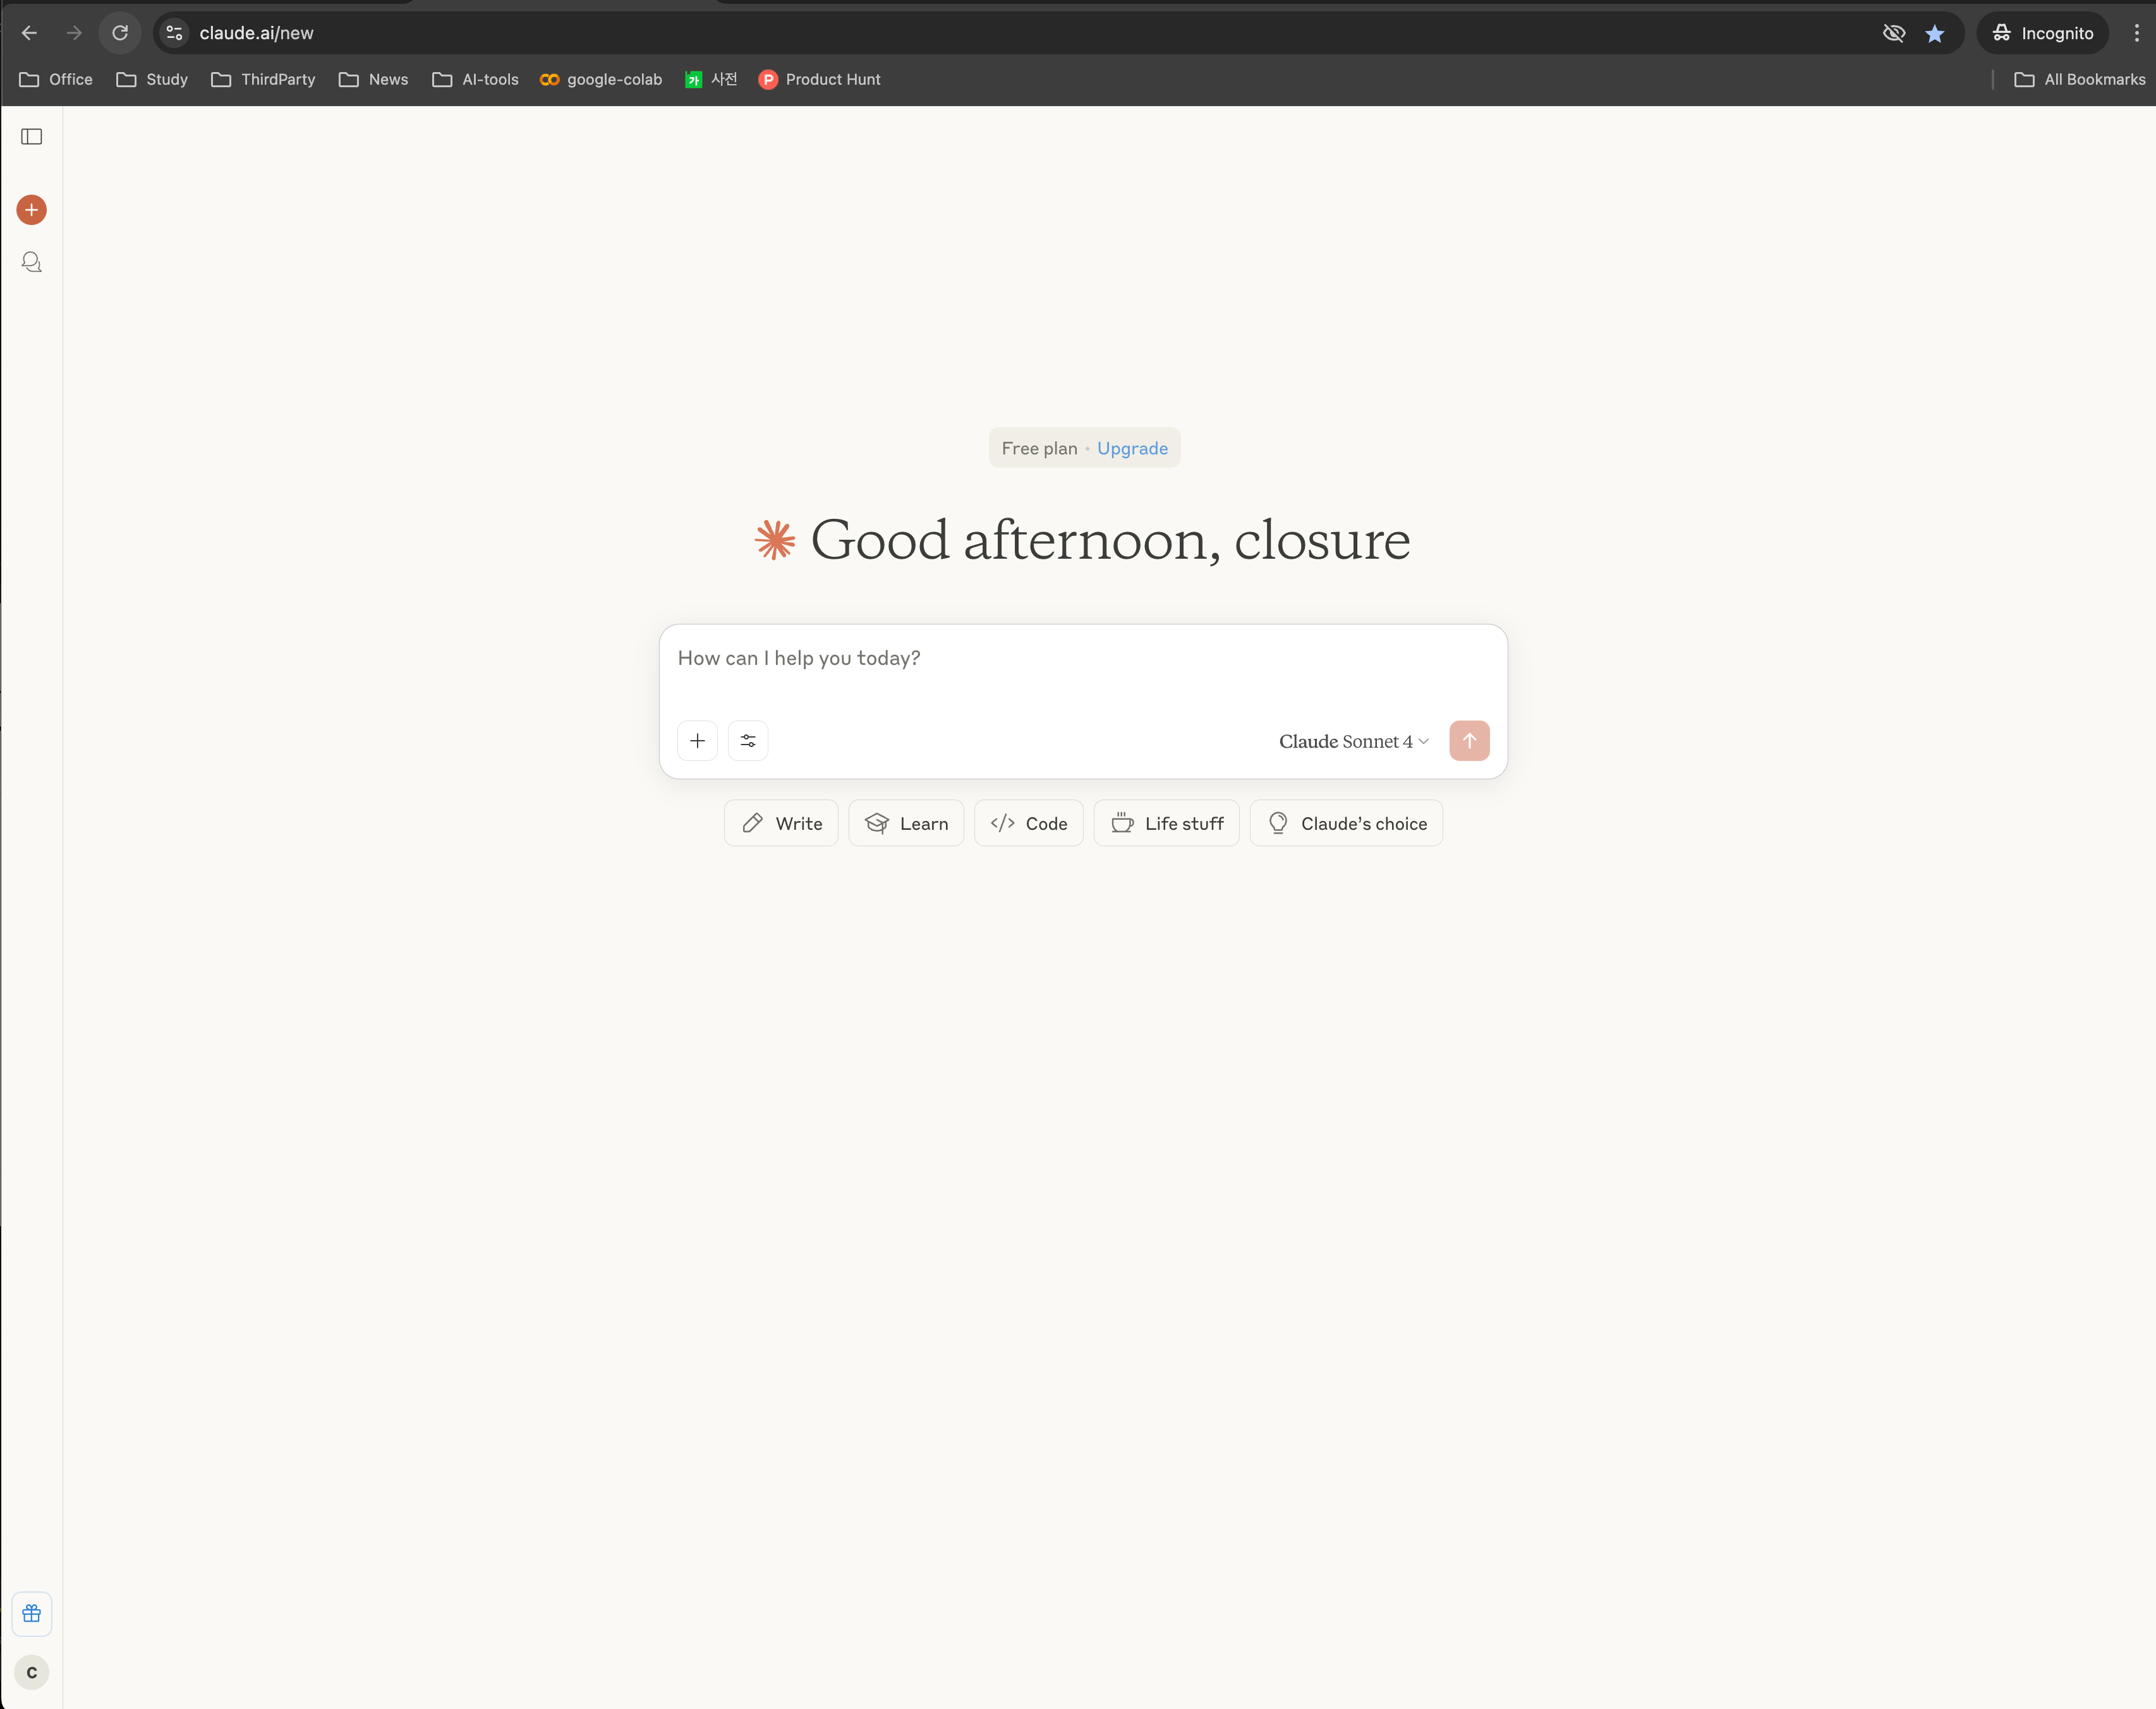 claude.ai/new
Incognito
Office Study ThirdParty News AI-tools google-colab 가 사전 P Product Hunt All Bookmarks
Free plan • Upgrade
Good afternoon, closure
How can I help you today?
Claude Sonnet 4
Write Learn </> Code Life stuff Claude’s choice
C